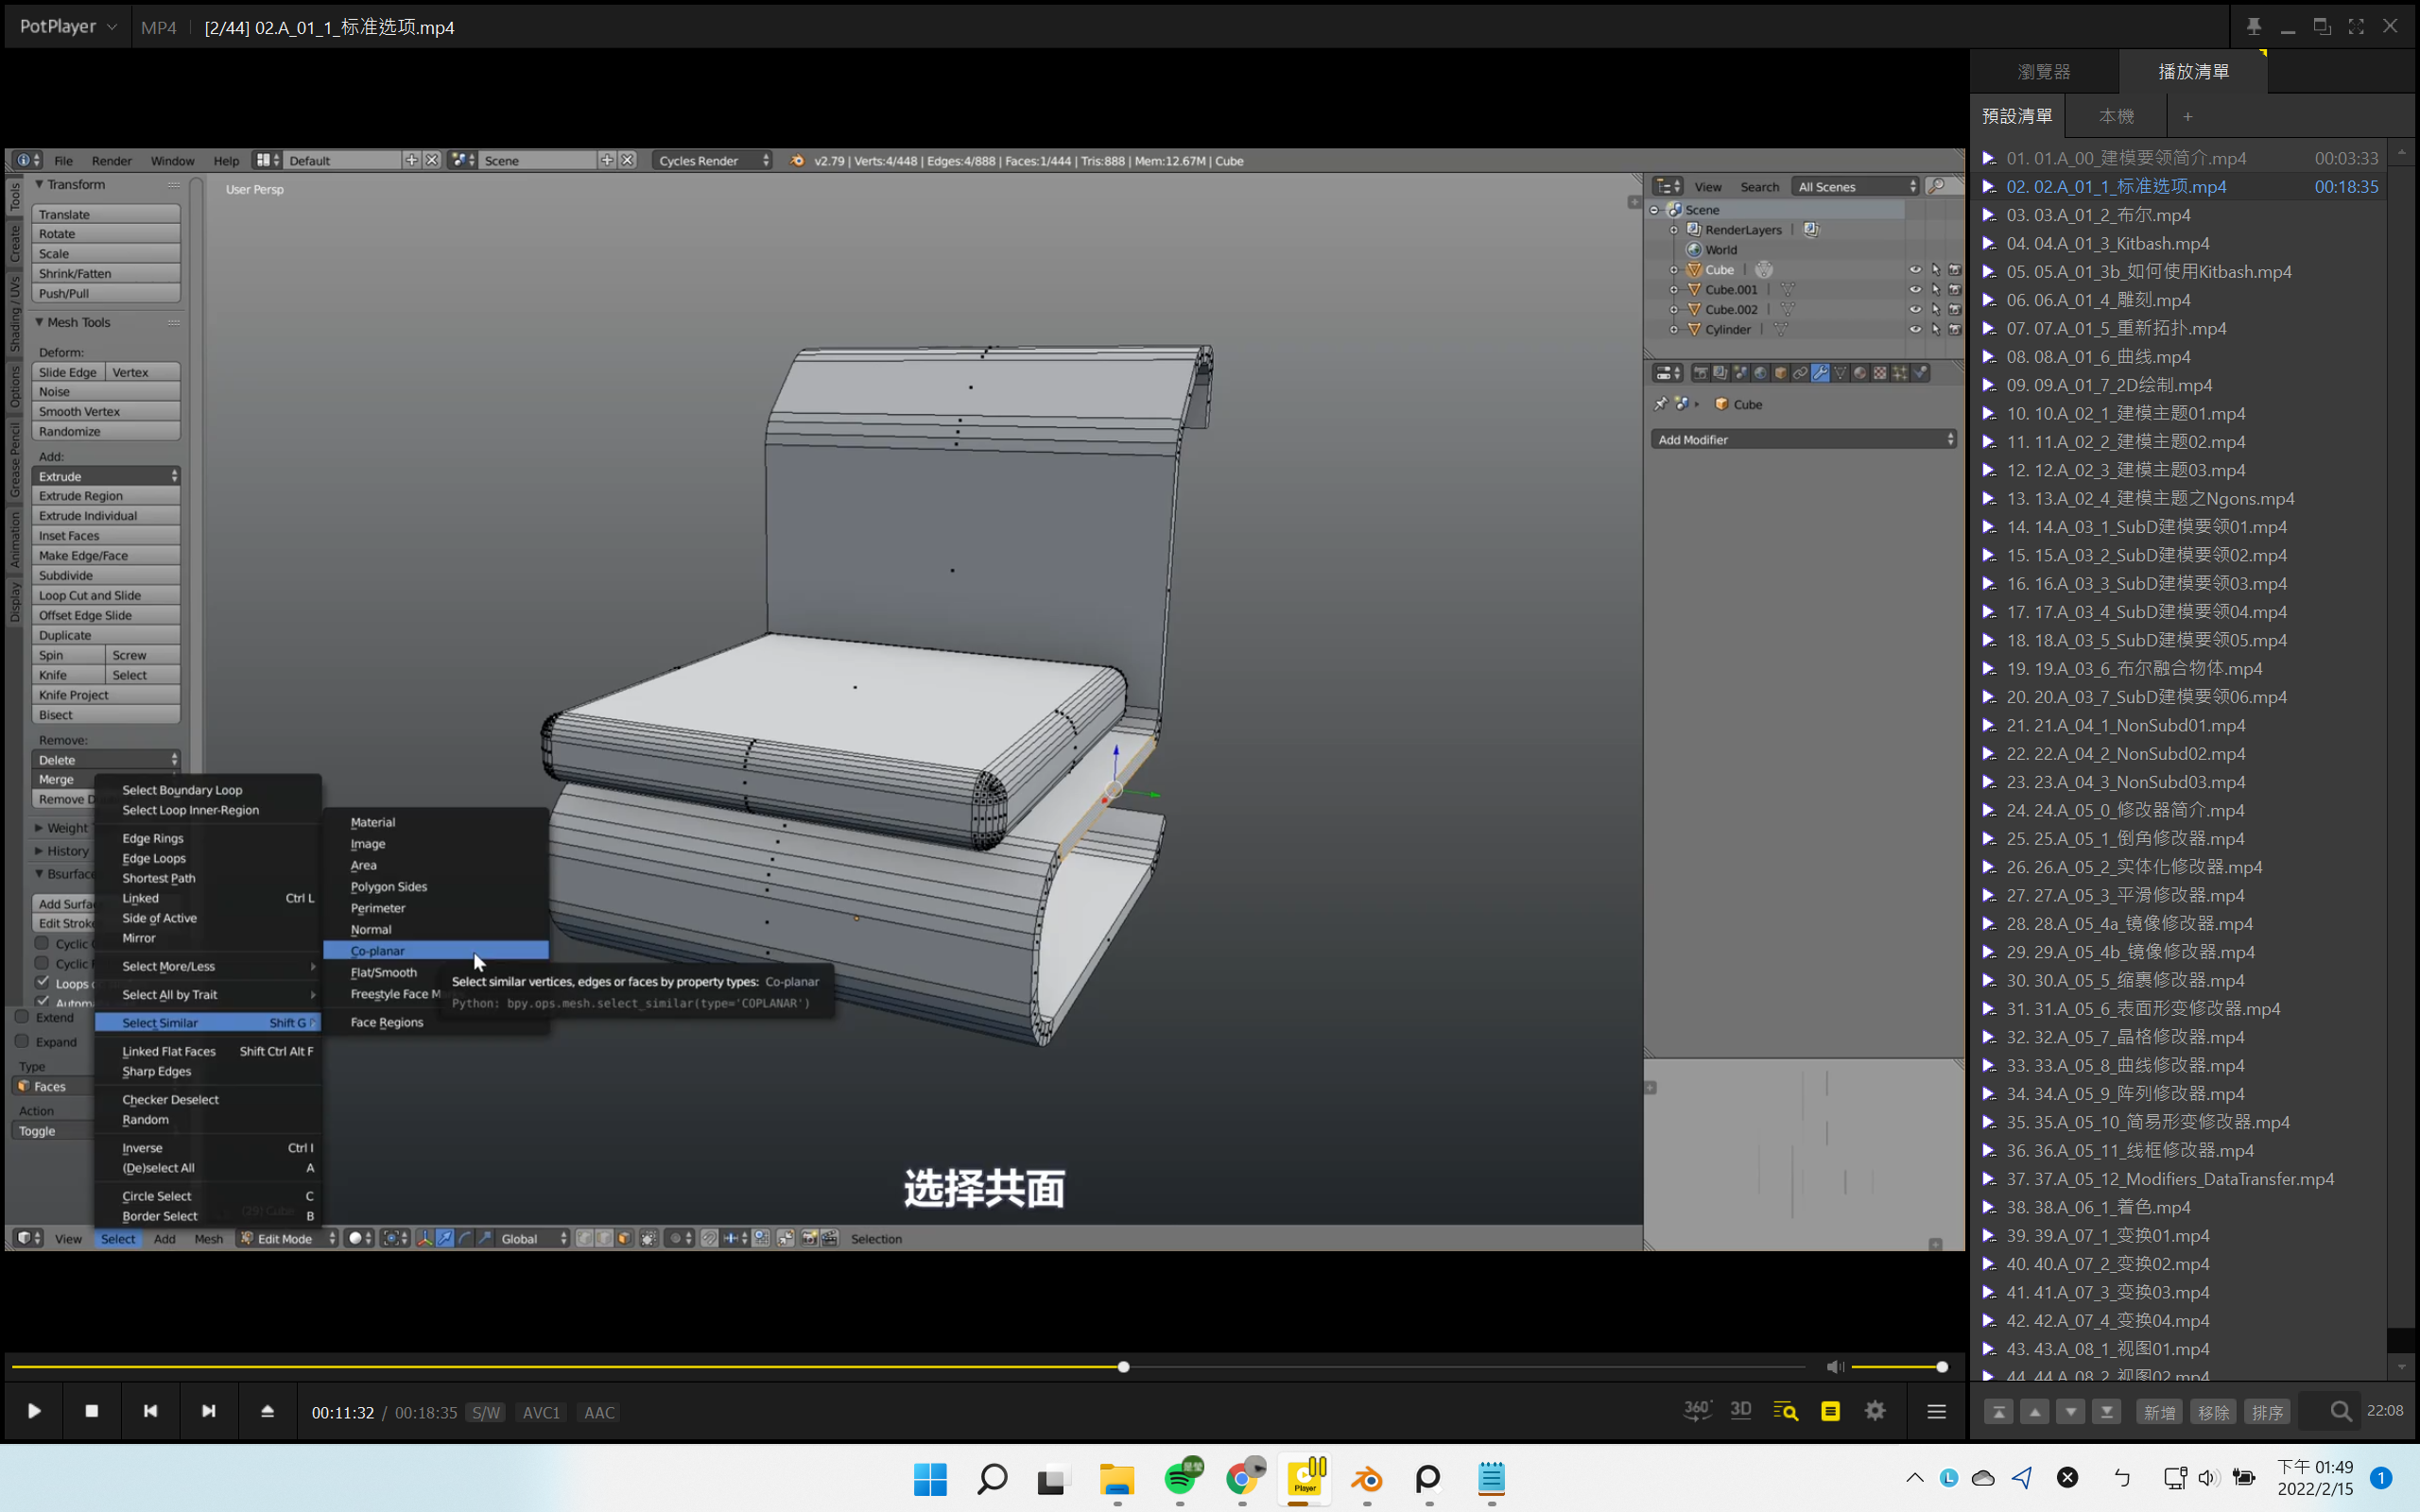 PotPlayer
MP4
[2/44] 02.A_01_1_标准选项.mp4
瀏覽器
播放清單
預設清單
本機
+
File
Render
Window
Help
Default
Scene
Cycles Render
v2.79 | Verts:4/448 | Edges:4/888 | Faces:1/444 | Tris:888 | Mem:12.67M | Cube
Tools
Create
Shading / UVs
Options
Grease Pencil
Animation
Display
Transform
Translate
Rotate
Scale
Shrink/Fatten
Push/Pull
Mesh Tools
Deform:
Slide Edge
Vertex
Noise
Smooth Vertex
Randomize
Add:
Extrude
Extrude Region
Extrude Individual
Inset Faces
Make Edge/Face
Subdivide
Loop Cut and Slide
Offset Edge Slide
Duplicate
Spin
Screw
Knife
Select
Knife Project
Bisect
Remove:
Delete
Merge
Remove D
Weight
History
Bsurface
Add Surfa
Edit Stroke
Cyclic
Cyclic
Loops
Automa
Extend
Expand
Type
Faces
Action
Toggle
User Persp
Select Boundary Loop
Select Loop Inner-Region
Edge Rings
Edge Loops
Shortest Path
Linked Ctrl L
Side of Active
Mirror
Select More/Less
Select All by Trait
Select Similar Shift G
Linked Flat Faces Shift Ctrl Alt F
Sharp Edges
Checker Deselect
Random
Inverse Ctrl I
(De)select All A
Circle Select C
Border Select B
(29) Cube
Material
Image
Area
Polygon Sides
Perimeter
Normal
Co-planar
Flat/Smooth
Freestyle Face M
Face Regions
Select similar vertices, edges or faces by property types: Co-planar
Python: bpy.ops.mesh.select_similar(type='COPLANAR')
选择共面
View
Select
Add
Mesh
Edit Mode
Global
Selection
View
Search
All Scenes
Scene
RenderLayers
World
Cube
Cube.001
Cube.002
Cylinder
Cube
Add Modifier
01. 01.A_00_建模要领简介.mp4 00:03:33
02. 02.A_01_1_标准选项.mp4 00:18:35
03. 03.A_01_2_布尔.mp4
04. 04.A_01_3_Kitbash.mp4
05. 05.A_01_3b_如何使用Kitbash.mp4
06. 06.A_01_4_雕刻.mp4
07. 07.A_01_5_重新拓扑.mp4
08. 08.A_01_6_曲线.mp4
09. 09.A_01_7_2D绘制.mp4
10. 10.A_02_1_建模主题01.mp4
11. 11.A_02_2_建模主题02.mp4
12. 12.A_02_3_建模主题03.mp4
13. 13.A_02_4_建模主题之Ngons.mp4
14. 14.A_03_1_SubD建模要领01.mp4
15. 15.A_03_2_SubD建模要领02.mp4
16. 16.A_03_3_SubD建模要领03.mp4
17. 17.A_03_4_SubD建模要领04.mp4
18. 18.A_03_5_SubD建模要领05.mp4
19. 19.A_03_6_布尔融合物体.mp4
20. 20.A_03_7_SubD建模要领06.mp4
21. 21.A_04_1_NonSubd01.mp4
22. 22.A_04_2_NonSubd02.mp4
23. 23.A_04_3_NonSubd03.mp4
24. 24.A_05_0_修改器简介.mp4
25. 25.A_05_1_倒角修改器.mp4
26. 26.A_05_2_实体化修改器.mp4
27. 27.A_05_3_平滑修改器.mp4
28. 28.A_05_4a_镜像修改器.mp4
29. 29.A_05_4b_镜像修改器.mp4
30. 30.A_05_5_缩裹修改器.mp4
31. 31.A_05_6_表面形变修改器.mp4
32. 32.A_05_7_晶格修改器.mp4
33. 33.A_05_8_曲线修改器.mp4
34. 34.A_05_9_阵列修改器.mp4
35. 35.A_05_10_简易形变修改器.mp4
36. 36.A_05_11_线框修改器.mp4
37. 37.A_05_12_Modifiers_DataTransfer.mp4
38. 38.A_06_1_着色.mp4
39. 39.A_07_1_变换01.mp4
40. 40.A_07_2_变换02.mp4
41. 41.A_07_3_变换03.mp4
42. 42.A_07_4_变换04.mp4
43. 43.A_08_1_视图01.mp4
44. 44.A_08_2_视图02.mp4
00:11:32 / 00:18:35
S/W
AVC1
AAC
360°
3D
新增
移除
排序
22:08
Player
下午 01:49
2022/2/15
1